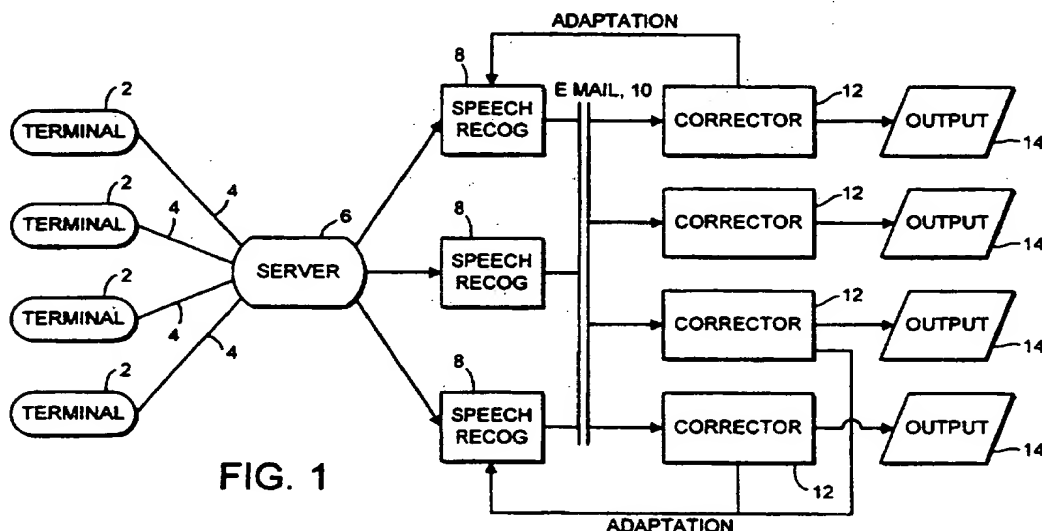 ADAPTATION
2
TERMINAL
4
2
TERMINAL
4
2
TERMINAL
4
2
TERMINAL
4
6
SERVER
8
SPEECH
RECOG
8
SPEECH
RECOG
8
SPEECH
RECOG
E MAIL, 10
12
CORRECTOR
OUTPUT
14
12
CORRECTOR
OUTPUT
14
12
CORRECTOR
OUTPUT
14
CORRECTOR
12
OUTPUT
14
FIG. 1
ADAPTATION